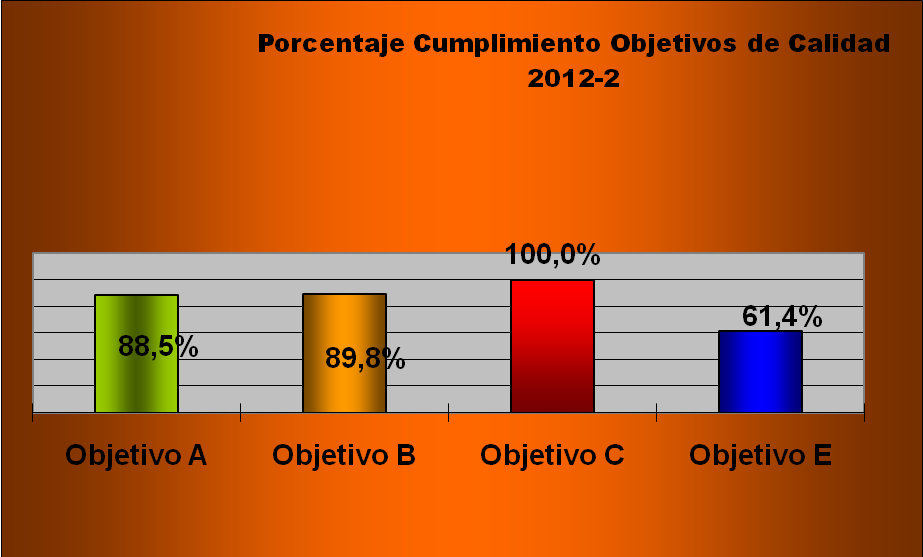 Porcentaje Cumplimiento Objetivos de Calidad
2012-2
100,0%
61,4%
88,5%
89,8%
Objetivo A
Objetivo B
Objetivo C
Objetivo E